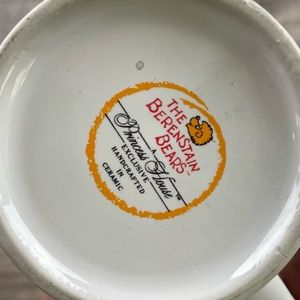 THE
BERENSTAIN
BEARS
A
Princess House
EXCLUSIVE
HANDCRAFTED
IN
CERAMIC